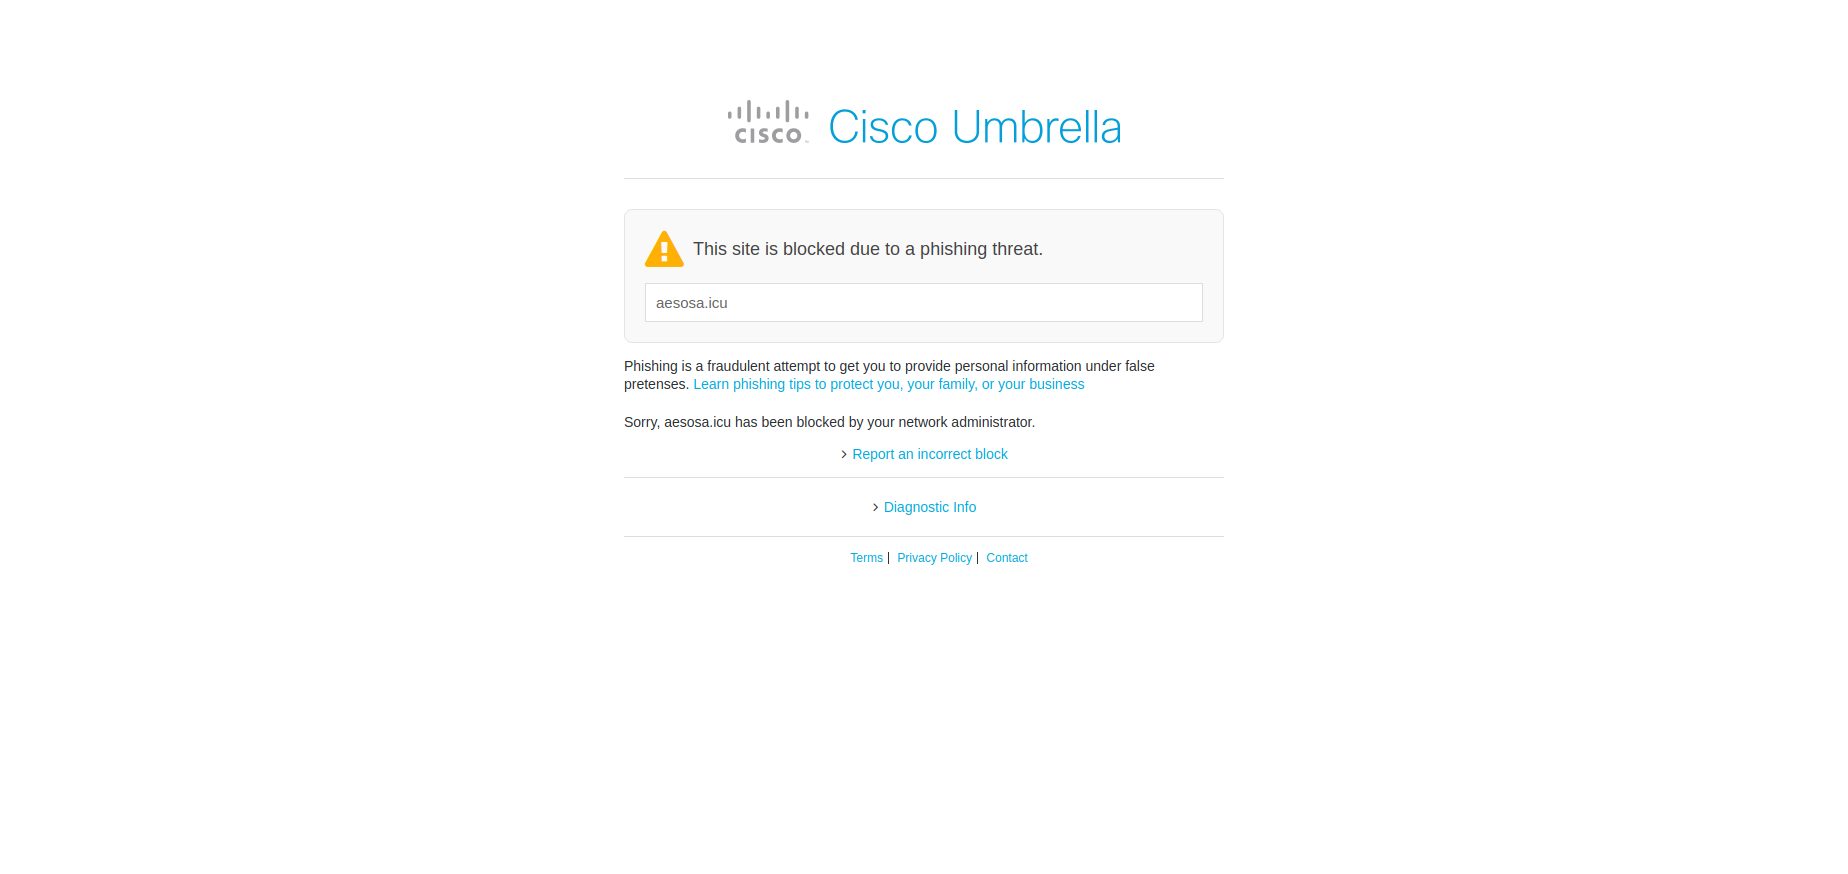 cisco Cisco Umbrella
This site is blocked due to a phishing threat.
aesosa.icu
Phishing is a fraudulent attempt to get you to provide personal information under false
pretenses. Learn phishing tips to protect you, your family, or your business
Sorry, aesosa.icu has been blocked by your network administrator.
Report an incorrect block
Diagnostic Info
Terms | Privacy Policy | Contact